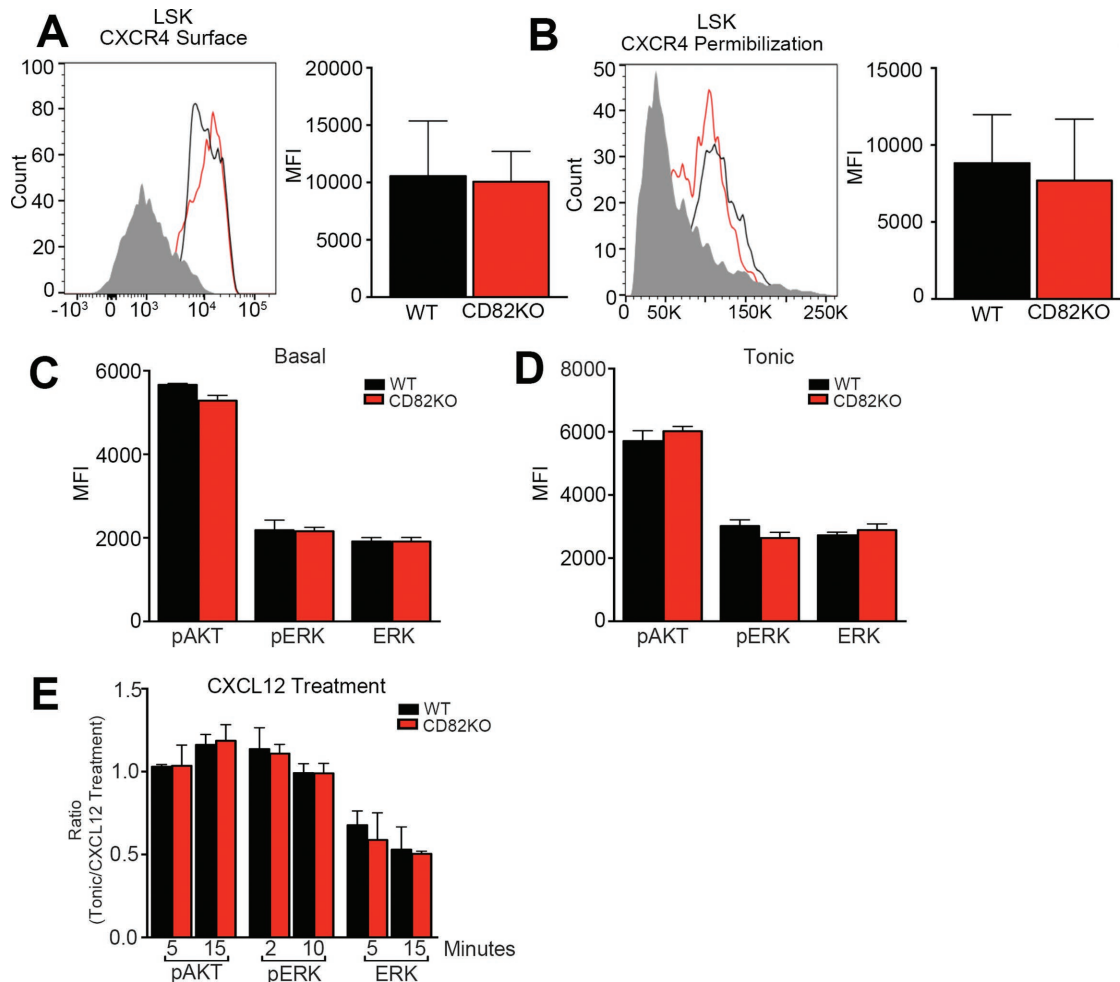 A
LSK
CXCR4 Surface
100
80
60
40
20
0
Count
-10³ 0 10³ 10⁴ 10⁵
20000
15000
10000
5000
0
MFI
WT CD82KO
B
LSK
CXCR4 Permibilization
50
40
30
20
10
0
Count
0 50K 150K 250K
15000
10000
5000
0
MFI
WT CD82KO
C
Basal
WT
CD82KO
6000
4000
2000
0
MFI
pAKT pERK ERK
D
Tonic
WT
CD82KO
8000
6000
4000
2000
0
MFI
pAKT pERK ERK
E
CXCL12 Treatment
WT
CD82KO
1.5
1.0
0.5
0.0
Ratio
(Tonic/CXCL12 Treatment)
5 15 2 10 5 15 Minutes
pAKT pERK ERK